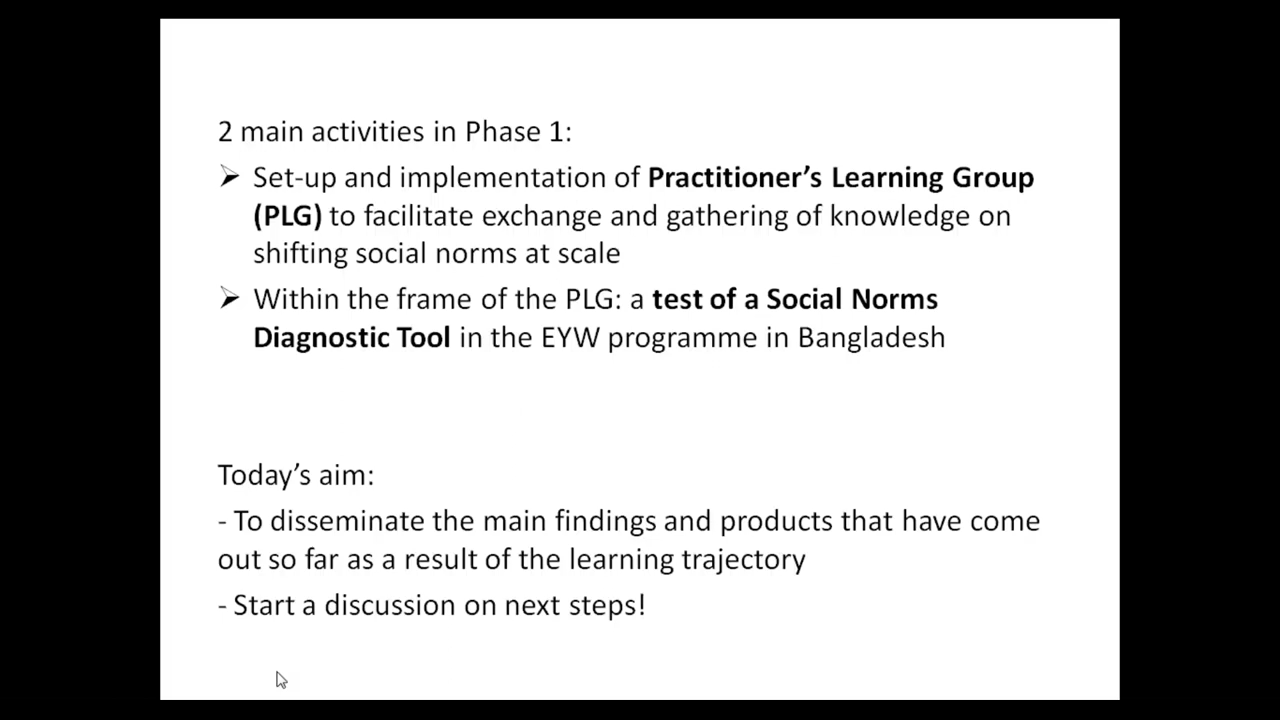 2 main activities in Phase 1:
➢ Set-up and implementation of Practitioner’s Learning Group
(PLG) to facilitate exchange and gathering of knowledge on
shifting social norms at scale
➢ Within the frame of the PLG: a test of a Social Norms
Diagnostic Tool in the EYW programme in Bangladesh
Today’s aim:
- To disseminate the main findings and products that have come
out so far as a result of the learning trajectory
- Start a discussion on next steps!